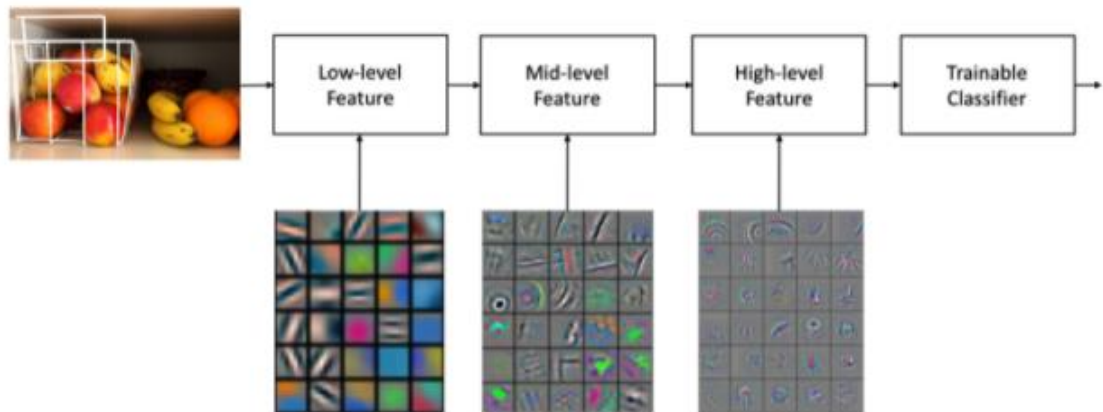 Low-level
Feature
Mid-level
Feature
High-level
Feature
Trainable
Classifier